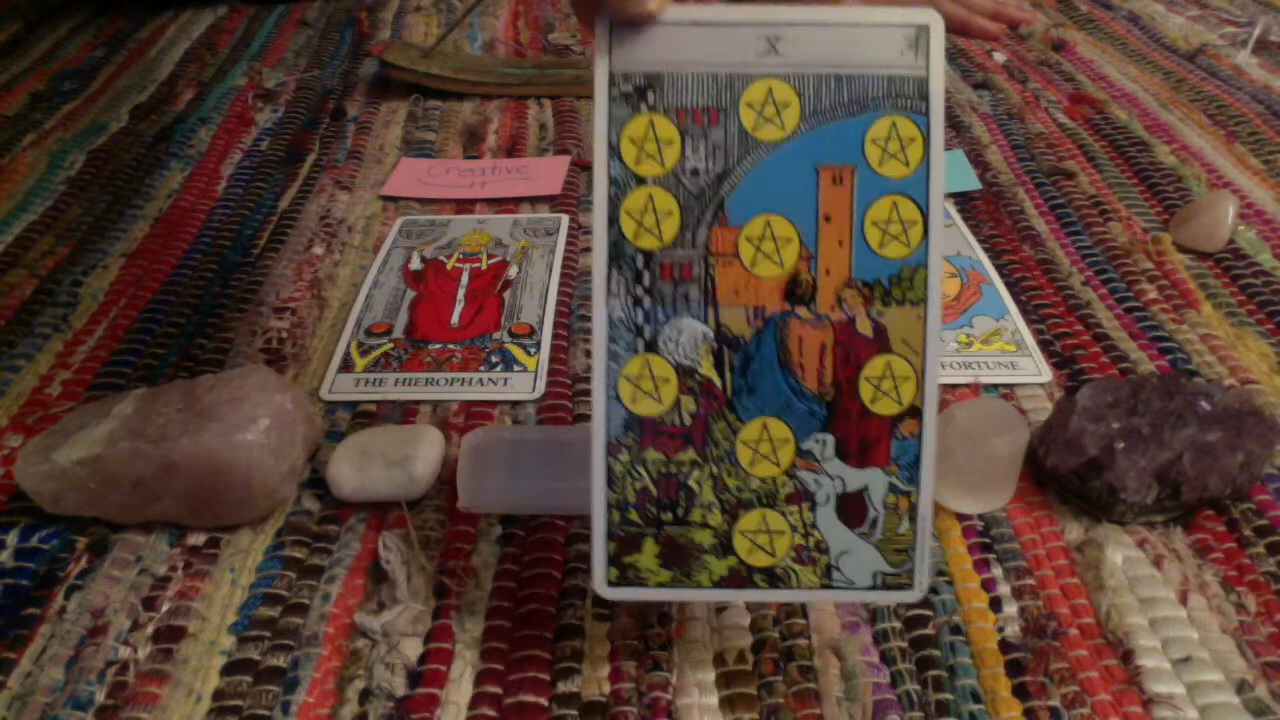 X
Creative
V
THE HIEROPHANT.
FORTUNE.